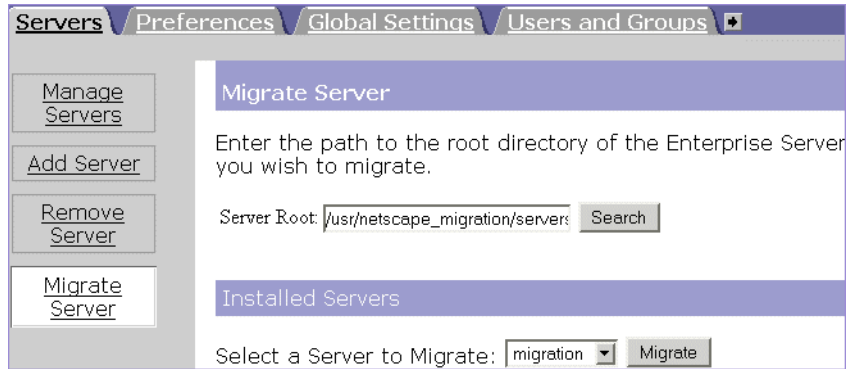 Servers Preferences Global Settings Users and Groups
Manage
Servers
Add Server
Remove
Server
Migrate
Server
Migrate Server
Enter the path to the root directory of the Enterprise Server
you wish to migrate.
Server Root: /usr/netscape_migration/servers Search
Installed Servers
Select a Server to Migrate: migration Migrate